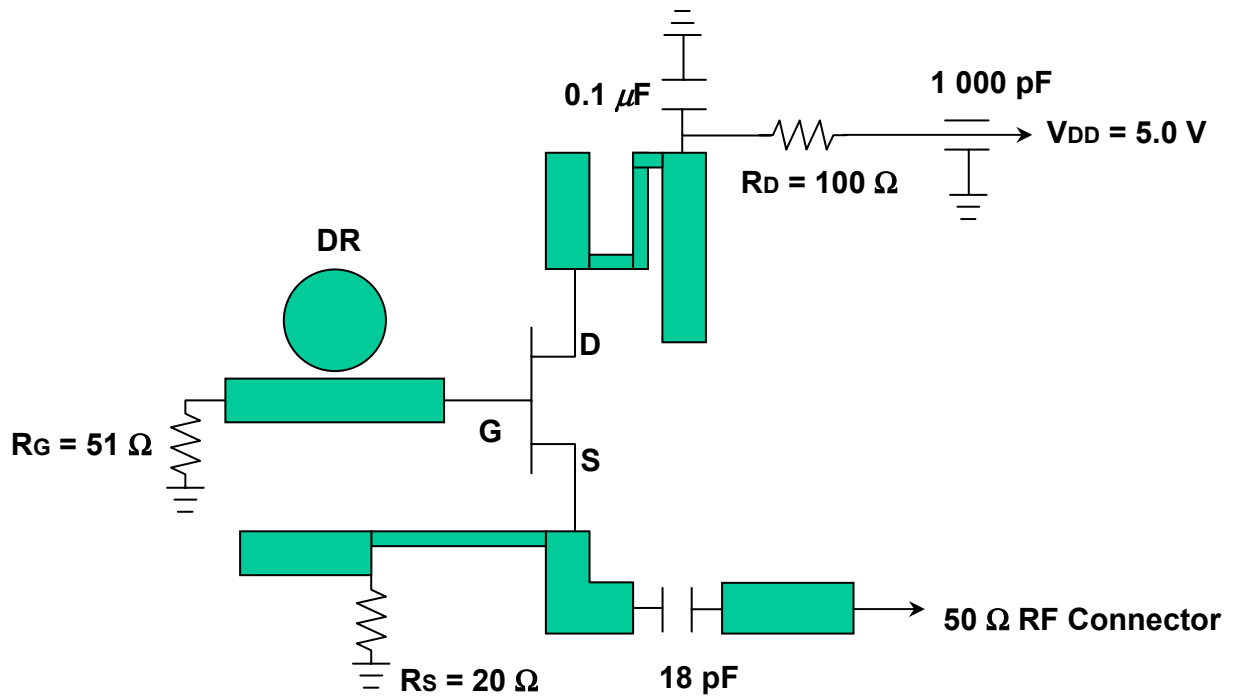 0.1 µF
1 000 pF
VDD = 5.0 V
RD = 100 Ω
DR
D
G
S
RG = 51 Ω
50 Ω RF Connector
RS = 20 Ω
18 pF